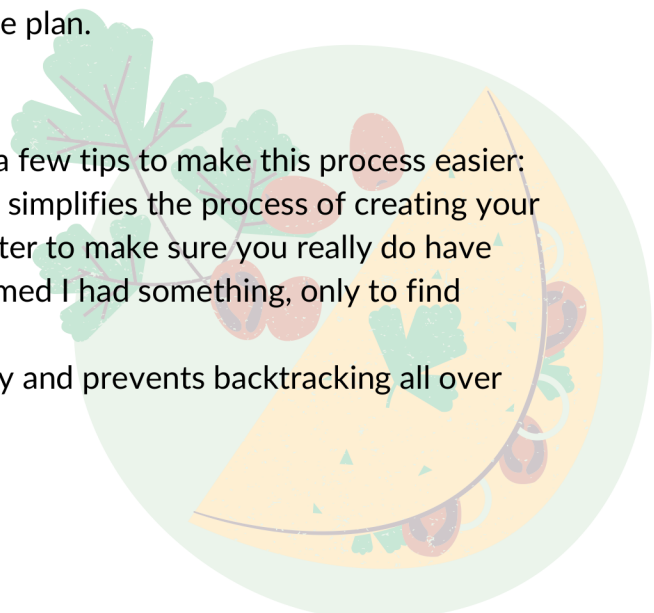 e plan.
a few tips to make this process easier:
simplifies the process of creating your
ter to make sure you really do have
med I had something, only to find
y and prevents backtracking all over